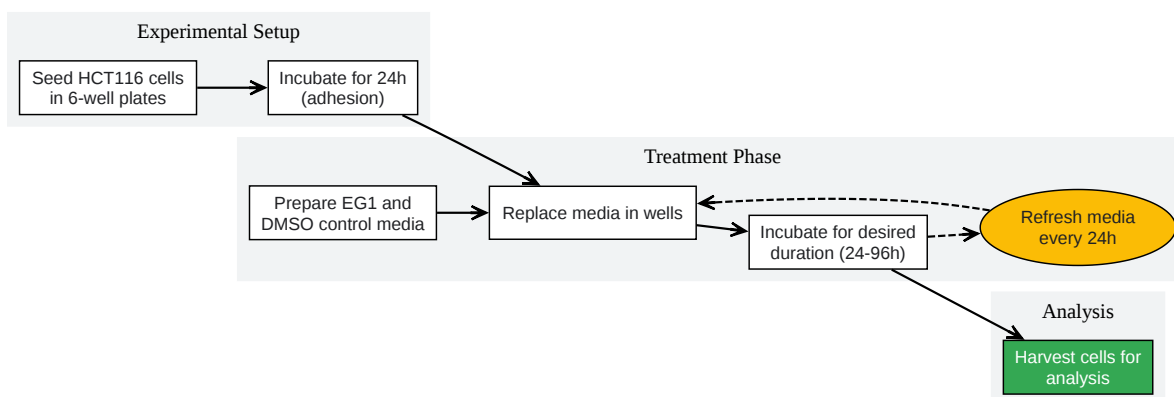 Experimental Setup
Seed HCT116 cells
in 6-well plates
Incubate for 24h
(adhesion)
Treatment Phase
Prepare EG1 and
DMSO control media
Replace media in wells
Incubate for desired
duration (24-96h)
Refresh media
every 24h
Analysis
Harvest cells for
analysis